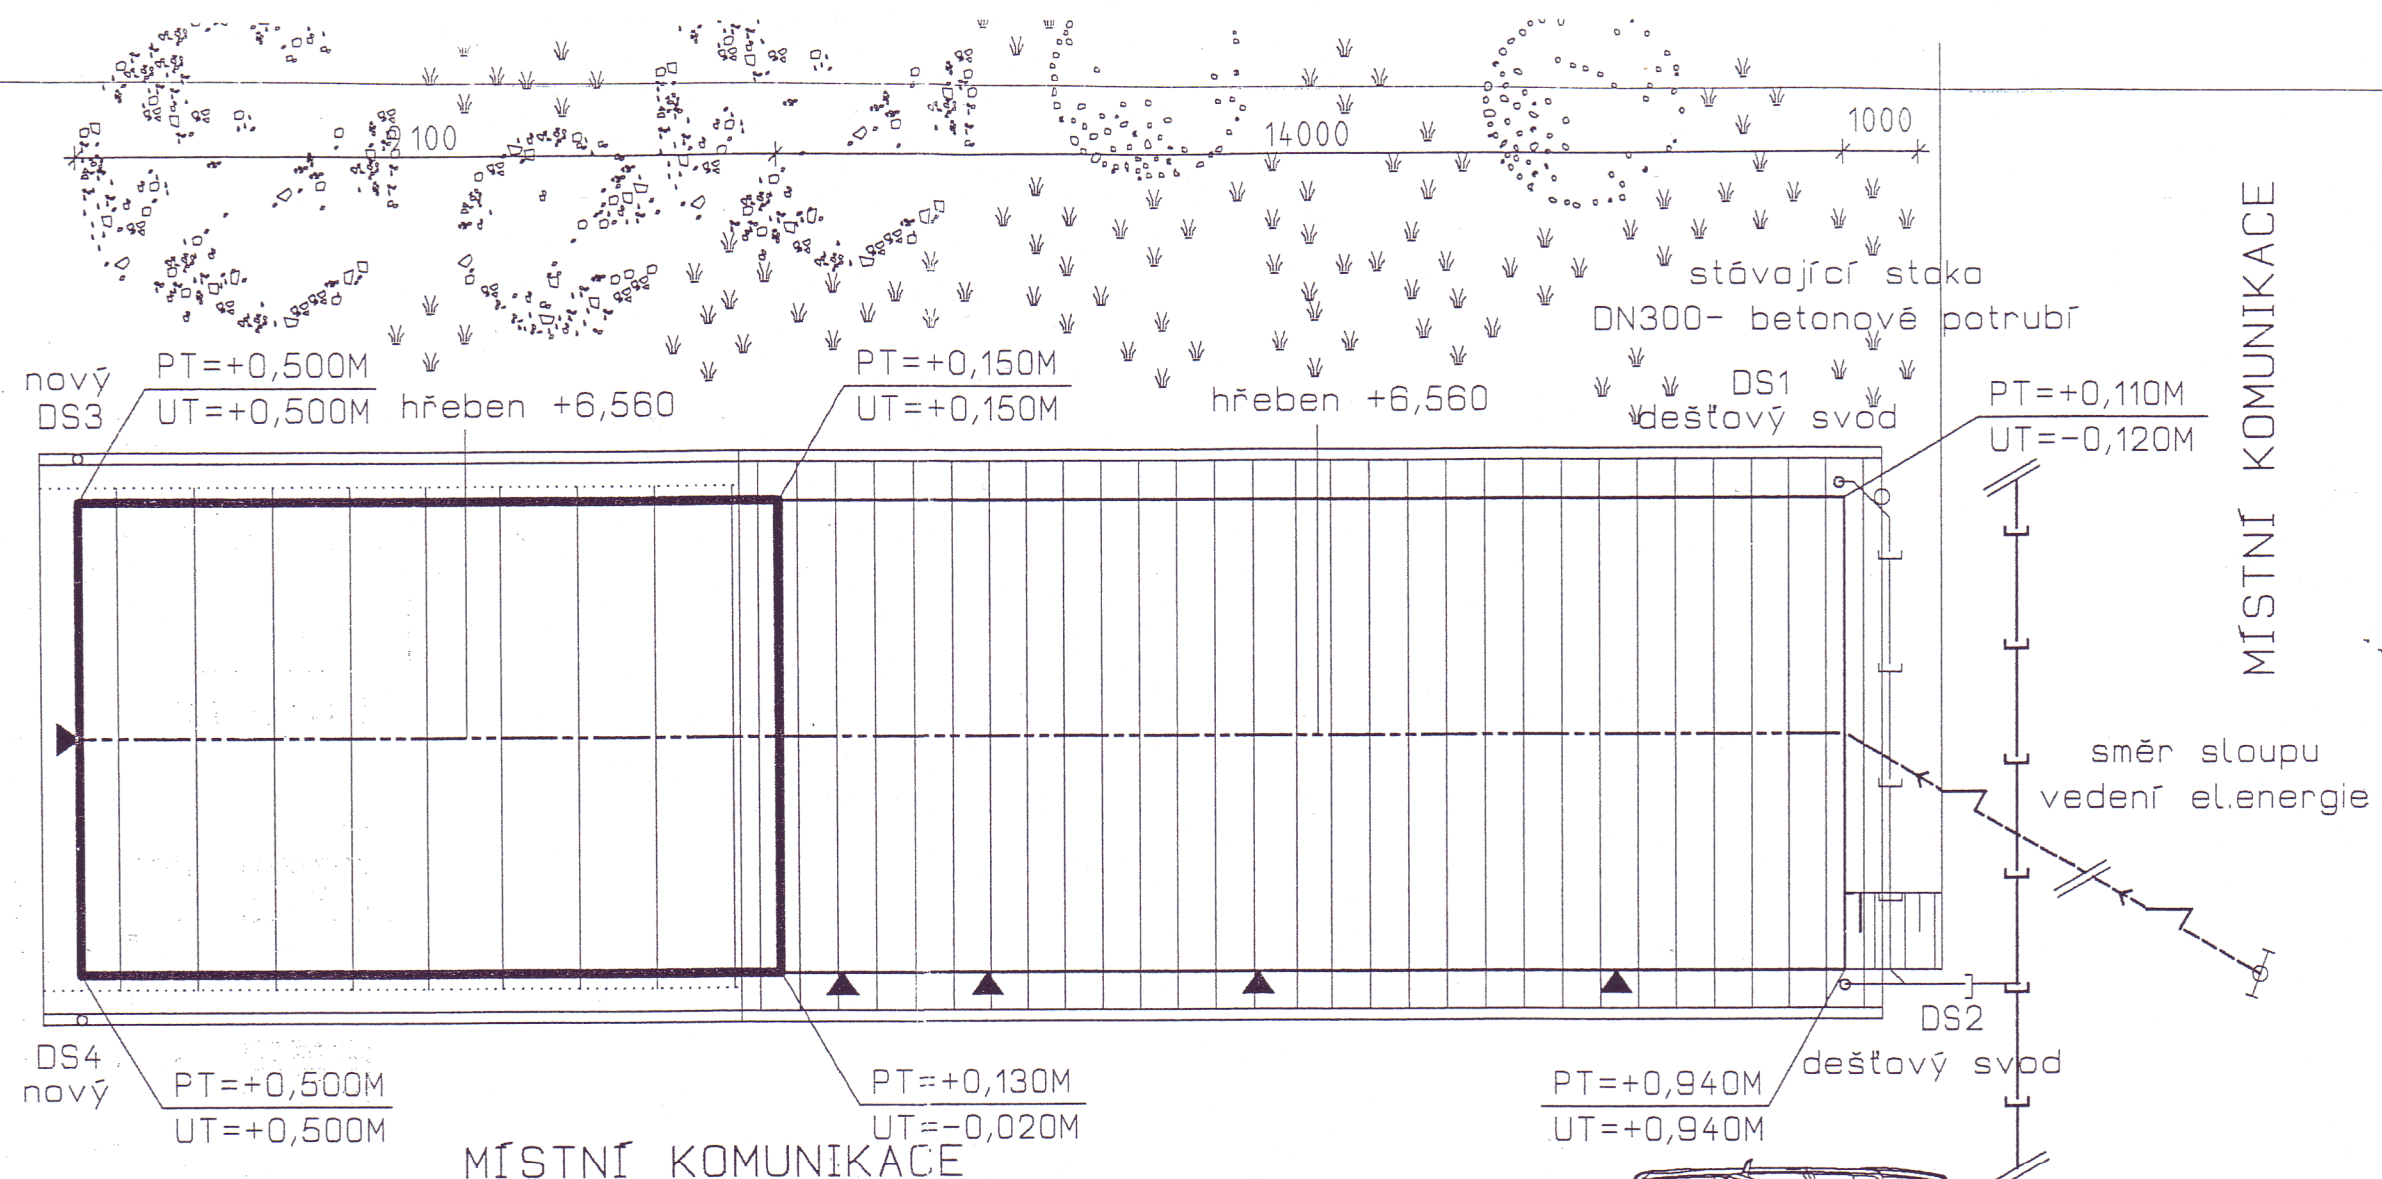 14000
1000
MÍSTNÍ KOMUNIKACE
stávající stoka
DN300- betonové potrubí
nový
DS3
PT=+0,500M
UT=+0,500M
hřeben +6,560
PT=+0,150M
UT=+0,150M
hřeben +6,560
DS1
dešťový svod
PT=+0,110M
UT=-0,120M
směr sloupu
vedení el.energie
DS4
nový
PT=+0,500M
UT=+0,500M
PT=+0,130M
UT=-0,020M
PT=+0,940M
UT=+0,940M
DS2
dešťový svod
MÍSTNÍ KOMUNIKACE